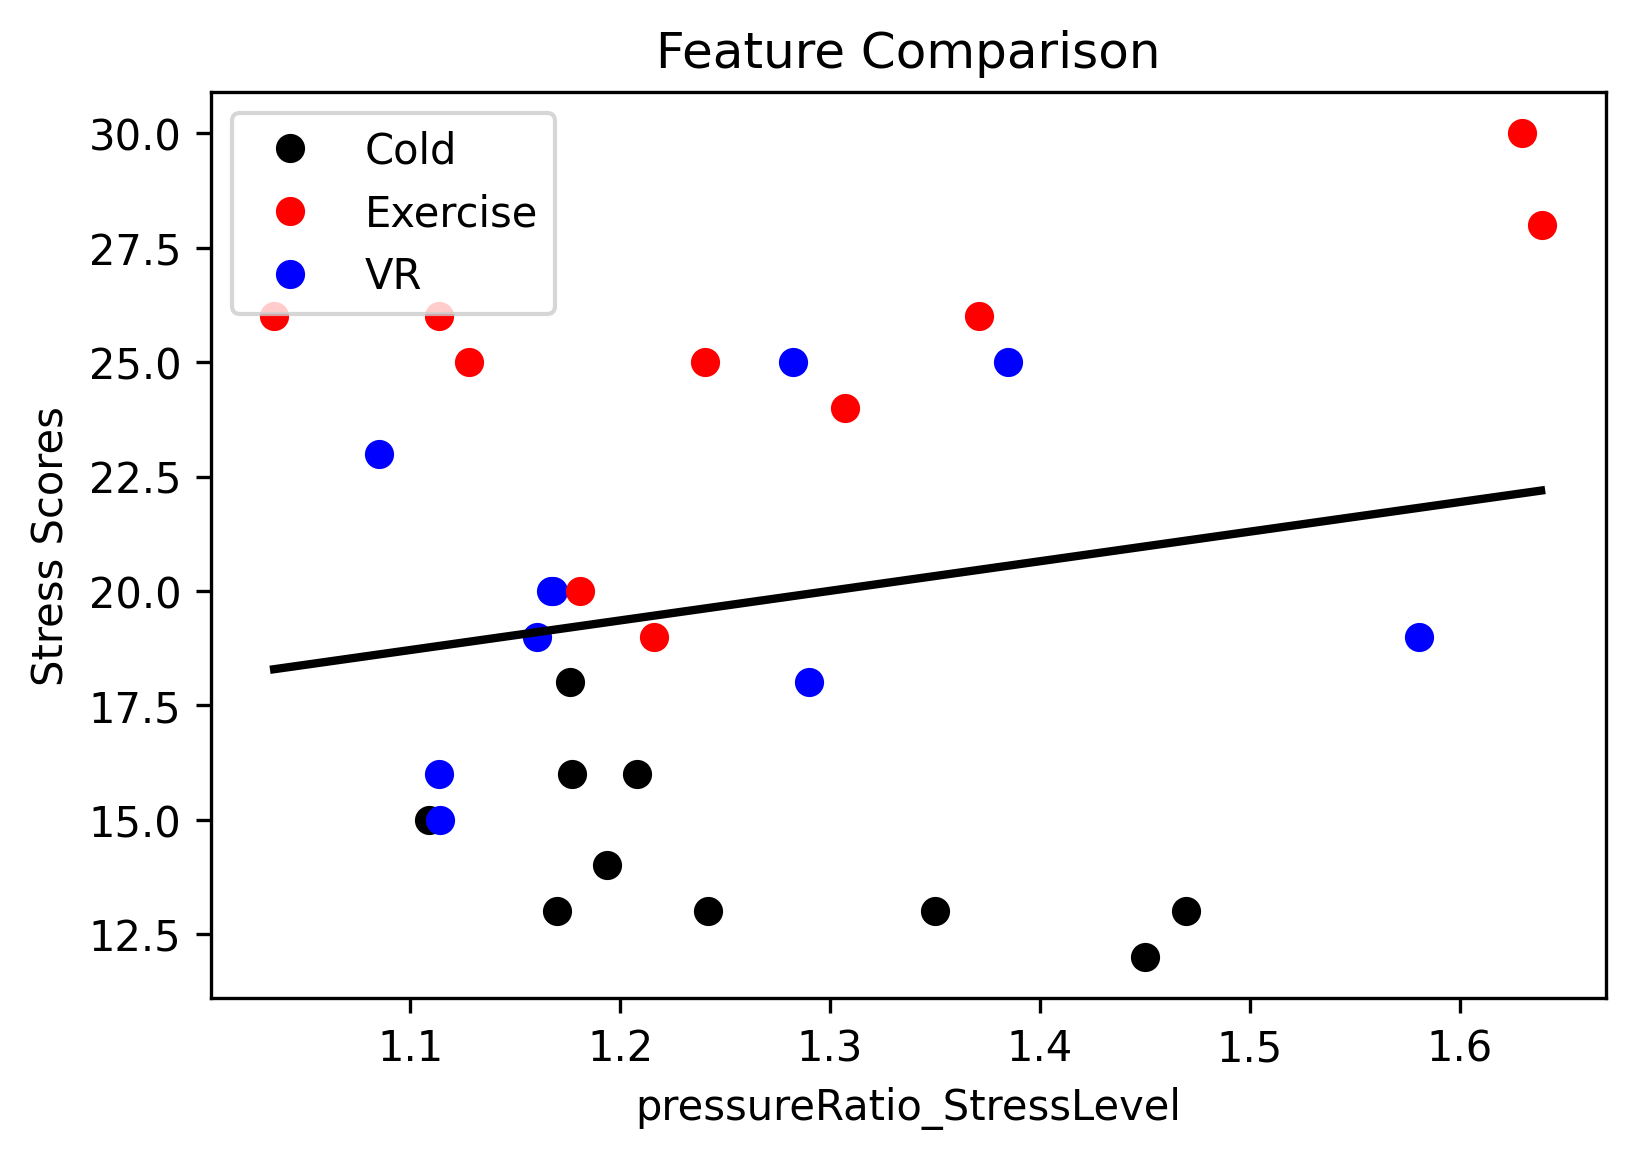 Feature Comparison
Cold
Exercise
VR
30.0
27.5
25.0
22.5
20.0
17.5
15.0
12.5
Stress Scores
1.1 1.2 1.3 1.4 1.5 1.6
pressureRatio_StressLevel